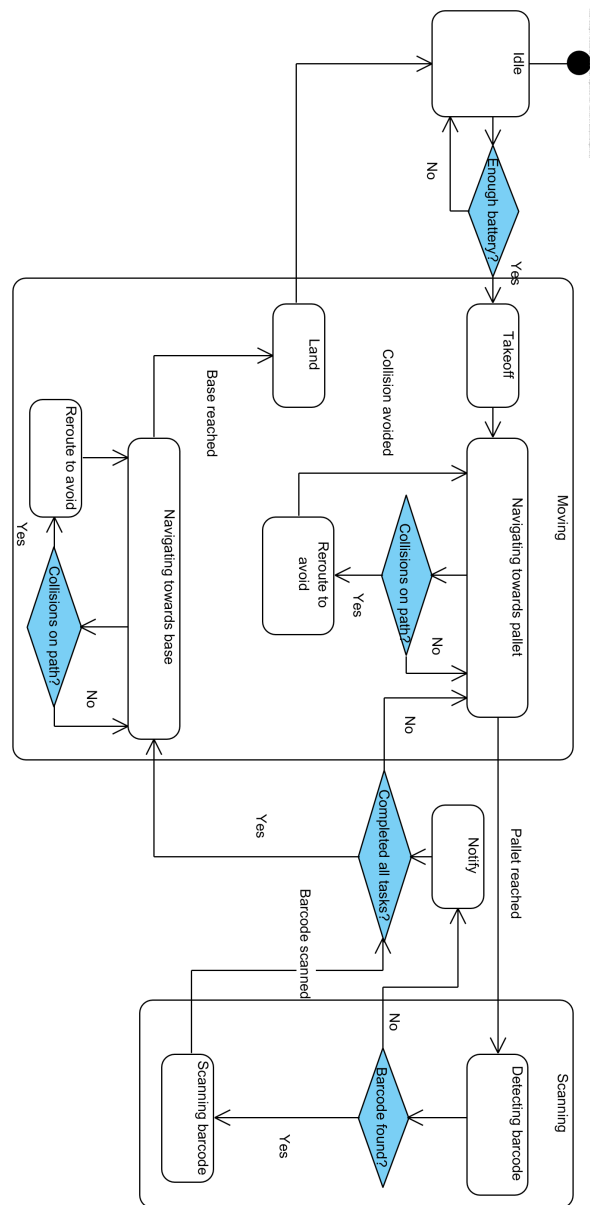 Idle
Enough battery?
No
Yes
Moving
Takeoff
Navigating towards pallet
Collisions on path?
No
Yes
Reroute to
avoid
Collision avoided
Land
Base reached
Navigating towards base
Collisions on path?
No
Yes
Reroute to avoid
Pallet reached
Notify
Completed all tasks?
No
Yes
Barcode scanned
Scanning
Detecting barcode
Barcode found?
No
Yes
Scanning barcode